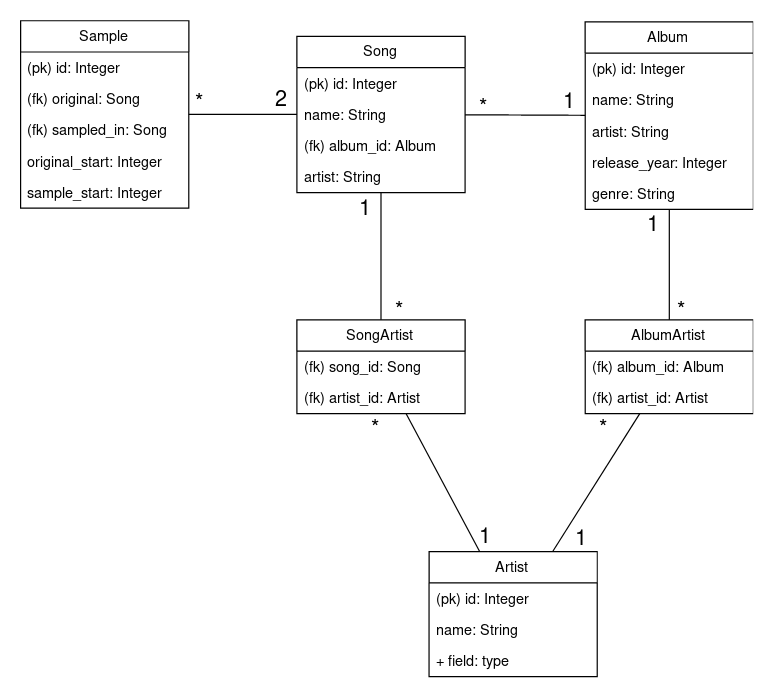 Sample
(pk) id: Integer
(fk) original: Song
(fk) sampled_in: Song
original_start: Integer
sample_start: Integer
*
2
Song
(pk) id: Integer
name: String
(fk) album_id: Album
artist: String
*
1
Album
(pk) id: Integer
name: String
artist: String
release_year: Integer
genre: String
1
*
1
*
SongArtist
(fk) song_id: Song
(fk) artist_id: Artist
*
AlbumArtist
(fk) album_id: Album
(fk) artist_id: Artist
*
1
1
Artist
(pk) id: Integer
name: String
+ field: type